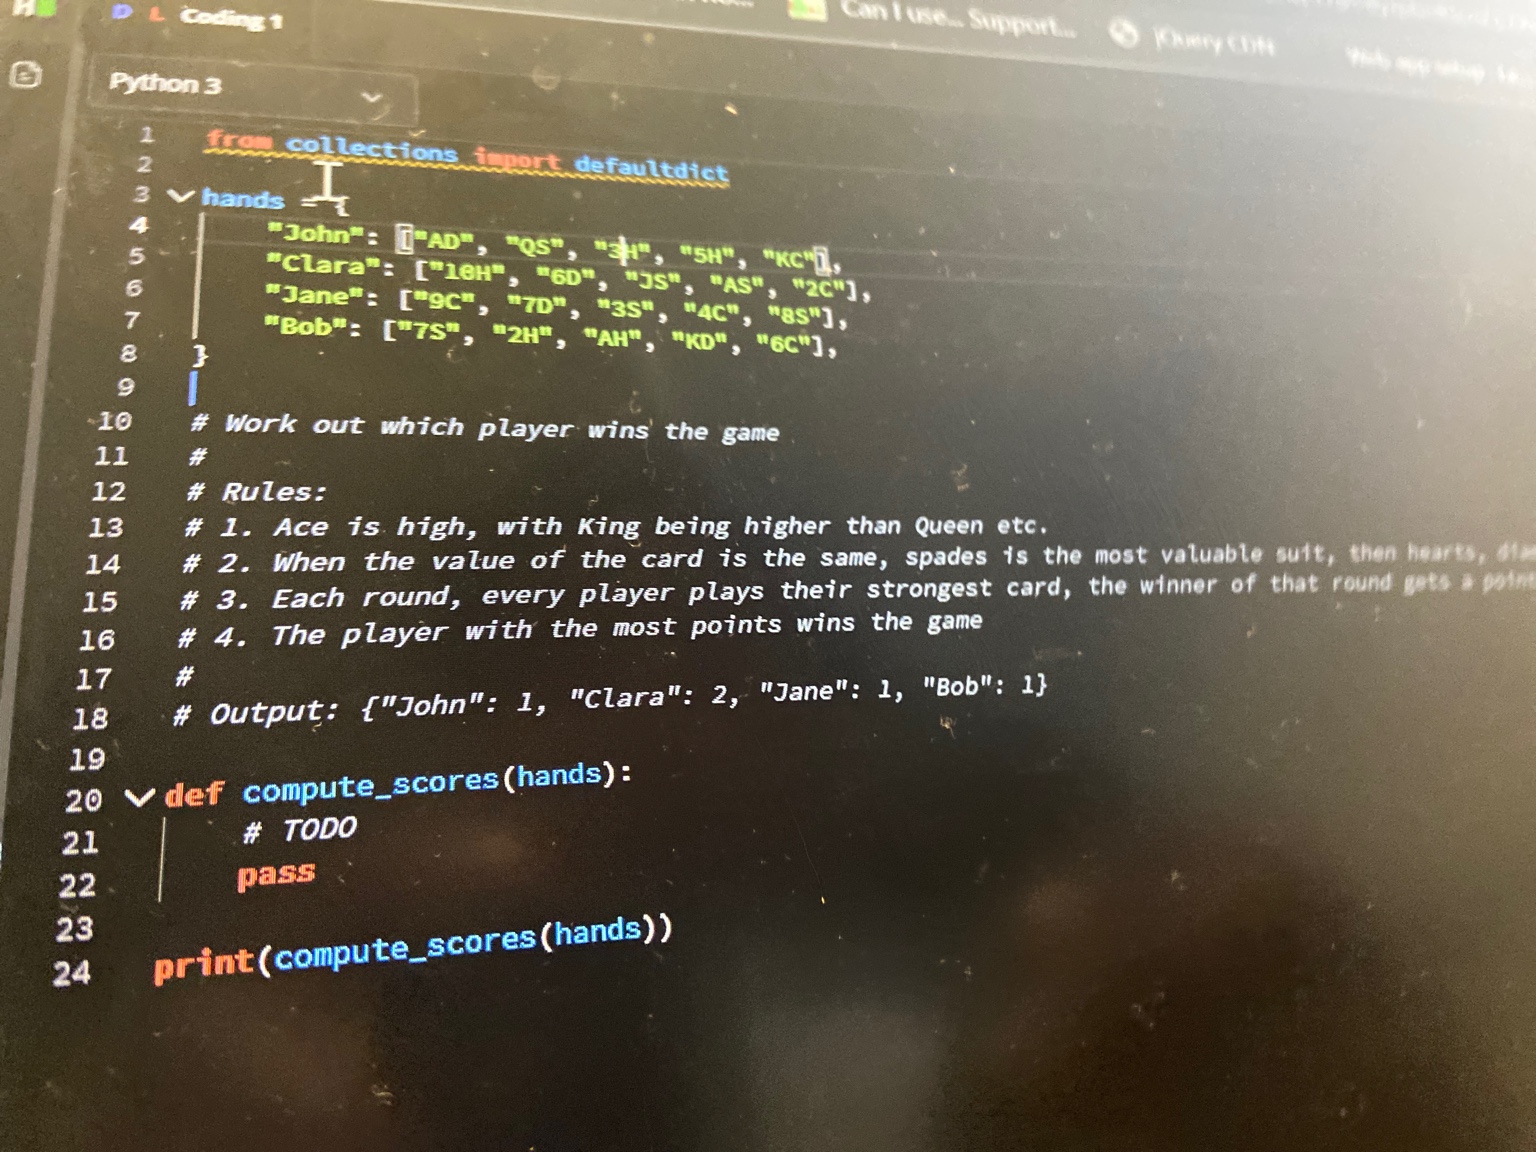 Coding 1
Can I use... Support...
jQuery CDN
Web app setup
Python 3
1 from collections import defaultdict
2
3 hands = {
4 "John": ["AD", "QS", "3H", "5H", "KC"],
5 "Clara": ["10H", "6D", "JS", "AS", "2C"],
6 "Jane": ["9C", "7D", "3S", "4C", "8S"],
7 "Bob": ["7S", "2H", "AH", "KD", "6C"],
8 }
9
10 # Work out which player wins the game
11 #
12 # Rules:
13 # 1. Ace is high, with King being higher than Queen etc.
14 # 2. When the value of the card is the same, spades is the most valuable suit, then hearts,
15 # 3. Each round, every player plays their strongest card, the winner of that round gets a point
16 # 4. The player with the most points wins the game
17 #
18 # Output: {"John": 1, "Clara": 2, "Jane": 1, "Bob": 1}
19
20 def compute_scores(hands):
21 # TODO
22 pass
23
24 print(compute_scores(hands))